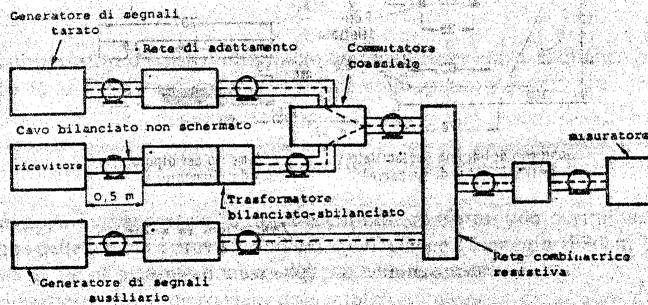 Generatore di segnali
tarato
Rete di adattamento
Commutatore
coassiale
Cavo bilanciato non schermato
misuratore
ricevitore
0,5 m
Trasformatore
bilanciato-sbilanciato
Generatore di segnali
ausiliario
Rete combinatrice
resistiva